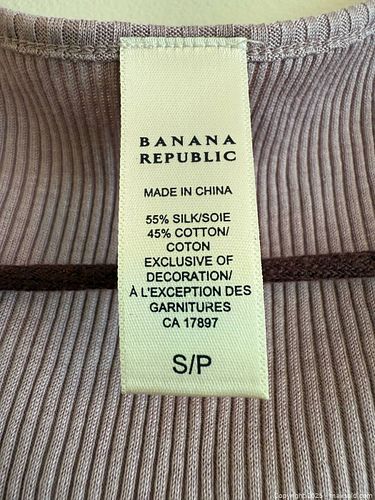 BANANA
REPUBLIC
MADE IN CHINA
55% SILK/SOIE
45% COTTON/
COTON
EXCLUSIVE OF
DECORATION/
À L'EXCEPTION DES
GARNITURES
CA 17897
S/P